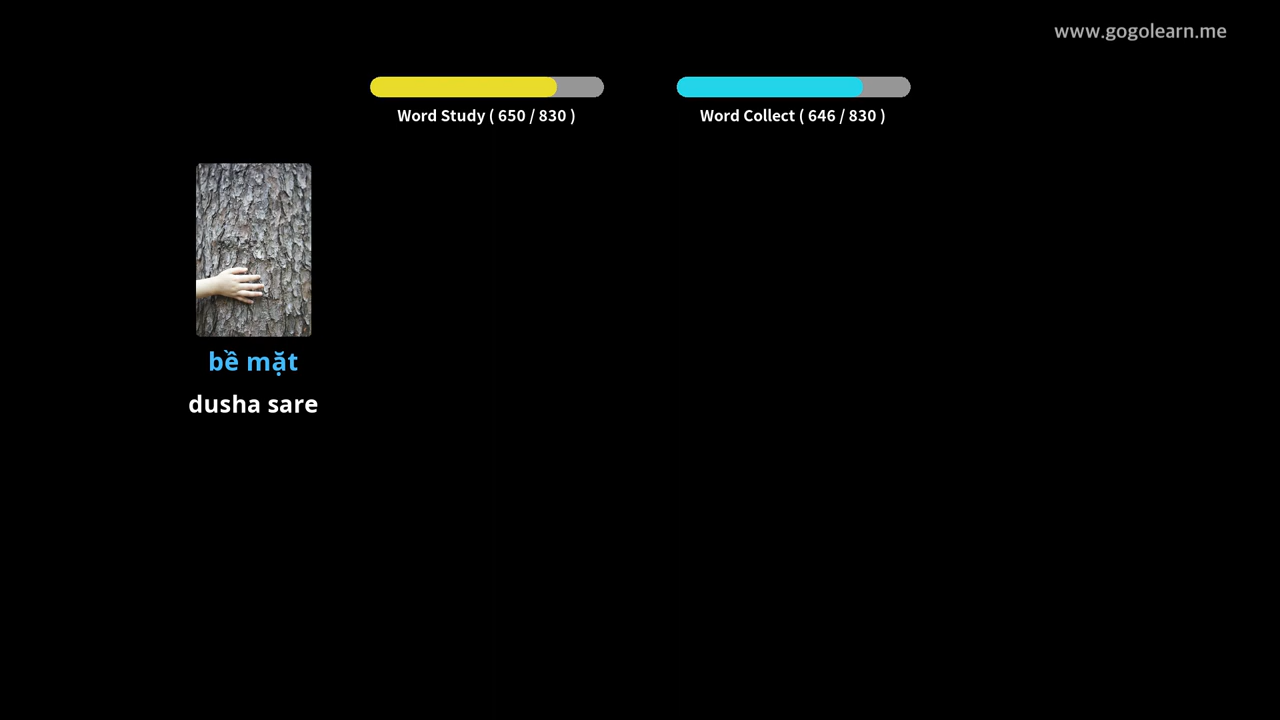 www.gogolearn.me
Word Study ( 650 / 830 )
Word Collect ( 646 / 830 )
bề mặt
dusha sare